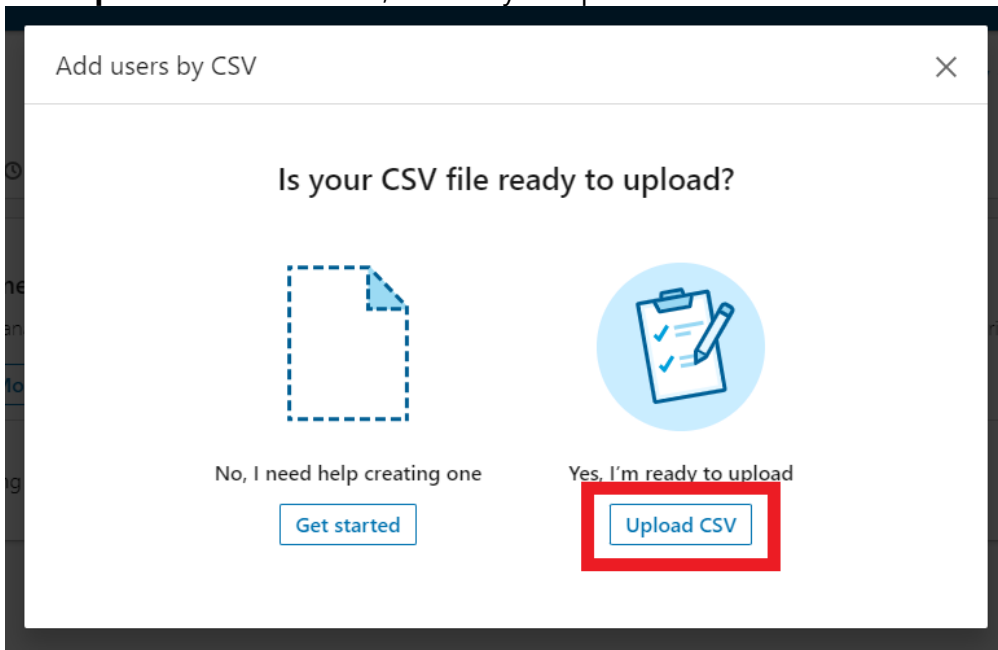 Add users by CSV
Is your CSV file ready to upload?
No, I need help creating one
Yes, I'm ready to upload
Get started
Upload CSV